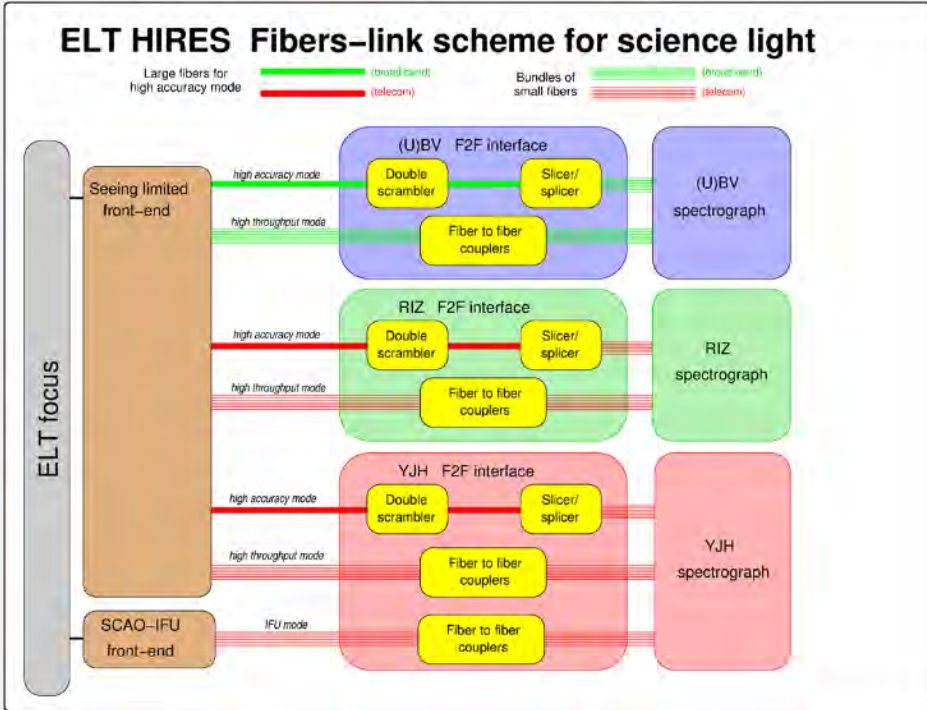 ELT HIRES Fibers-link scheme for science light
Large fibers for
high accuracy mode
(broad band)
(telecom)
Bundles of
small fibers
(broad band)
(telecom)
ELT focus
Seeing limited
front-end
SCAO-IFU
front-end
high accuracy mode
high throughput mode
(U)BV F2F interface
Double
scrambler
Slicer/
splicer
Fiber to fiber
couplers
(U)BV
spectrograph
high accuracy mode
high throughput mode
RIZ F2F interface
Double
scrambler
Slicer/
splicer
Fiber to fiber
couplers
RIZ
spectrograph
high accuracy mode
high throughput mode
IFU mode
YJH F2F interface
Double
scrambler
Slicer/
splicer
Fiber to fiber
couplers
Fiber to fiber
couplers
YJH
spectrograph